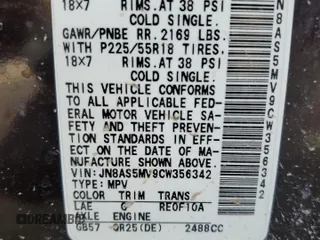 18X7 RIMS.AT 38 PSI
COLD SINGLE.
GAWR/PNBE RR.2169 LBS.
WITH P225/55R18 TIRES.
18X7 RIMS.AT 38 PSI
COLD SINGLE.
THIS VEHICLE CONFORMS
TO ALL APPLICABLE FED-
ERAL MOTOR VEHICLE SA-
FETY AND THEFT PREVENT-
ION STANDARDS IN EFF-
ECT ON THE DATE OF MA-
NUFACTURE SHOWN ABOVE.
VIN:JN8AS5MV9CW356342
TYPE:MPV
COLOR TRIM TRANS
LAE RE0F10A
AXLE ENGINE
GB57 QR25(DE) 2488CC
N8AS5MV9CW356342